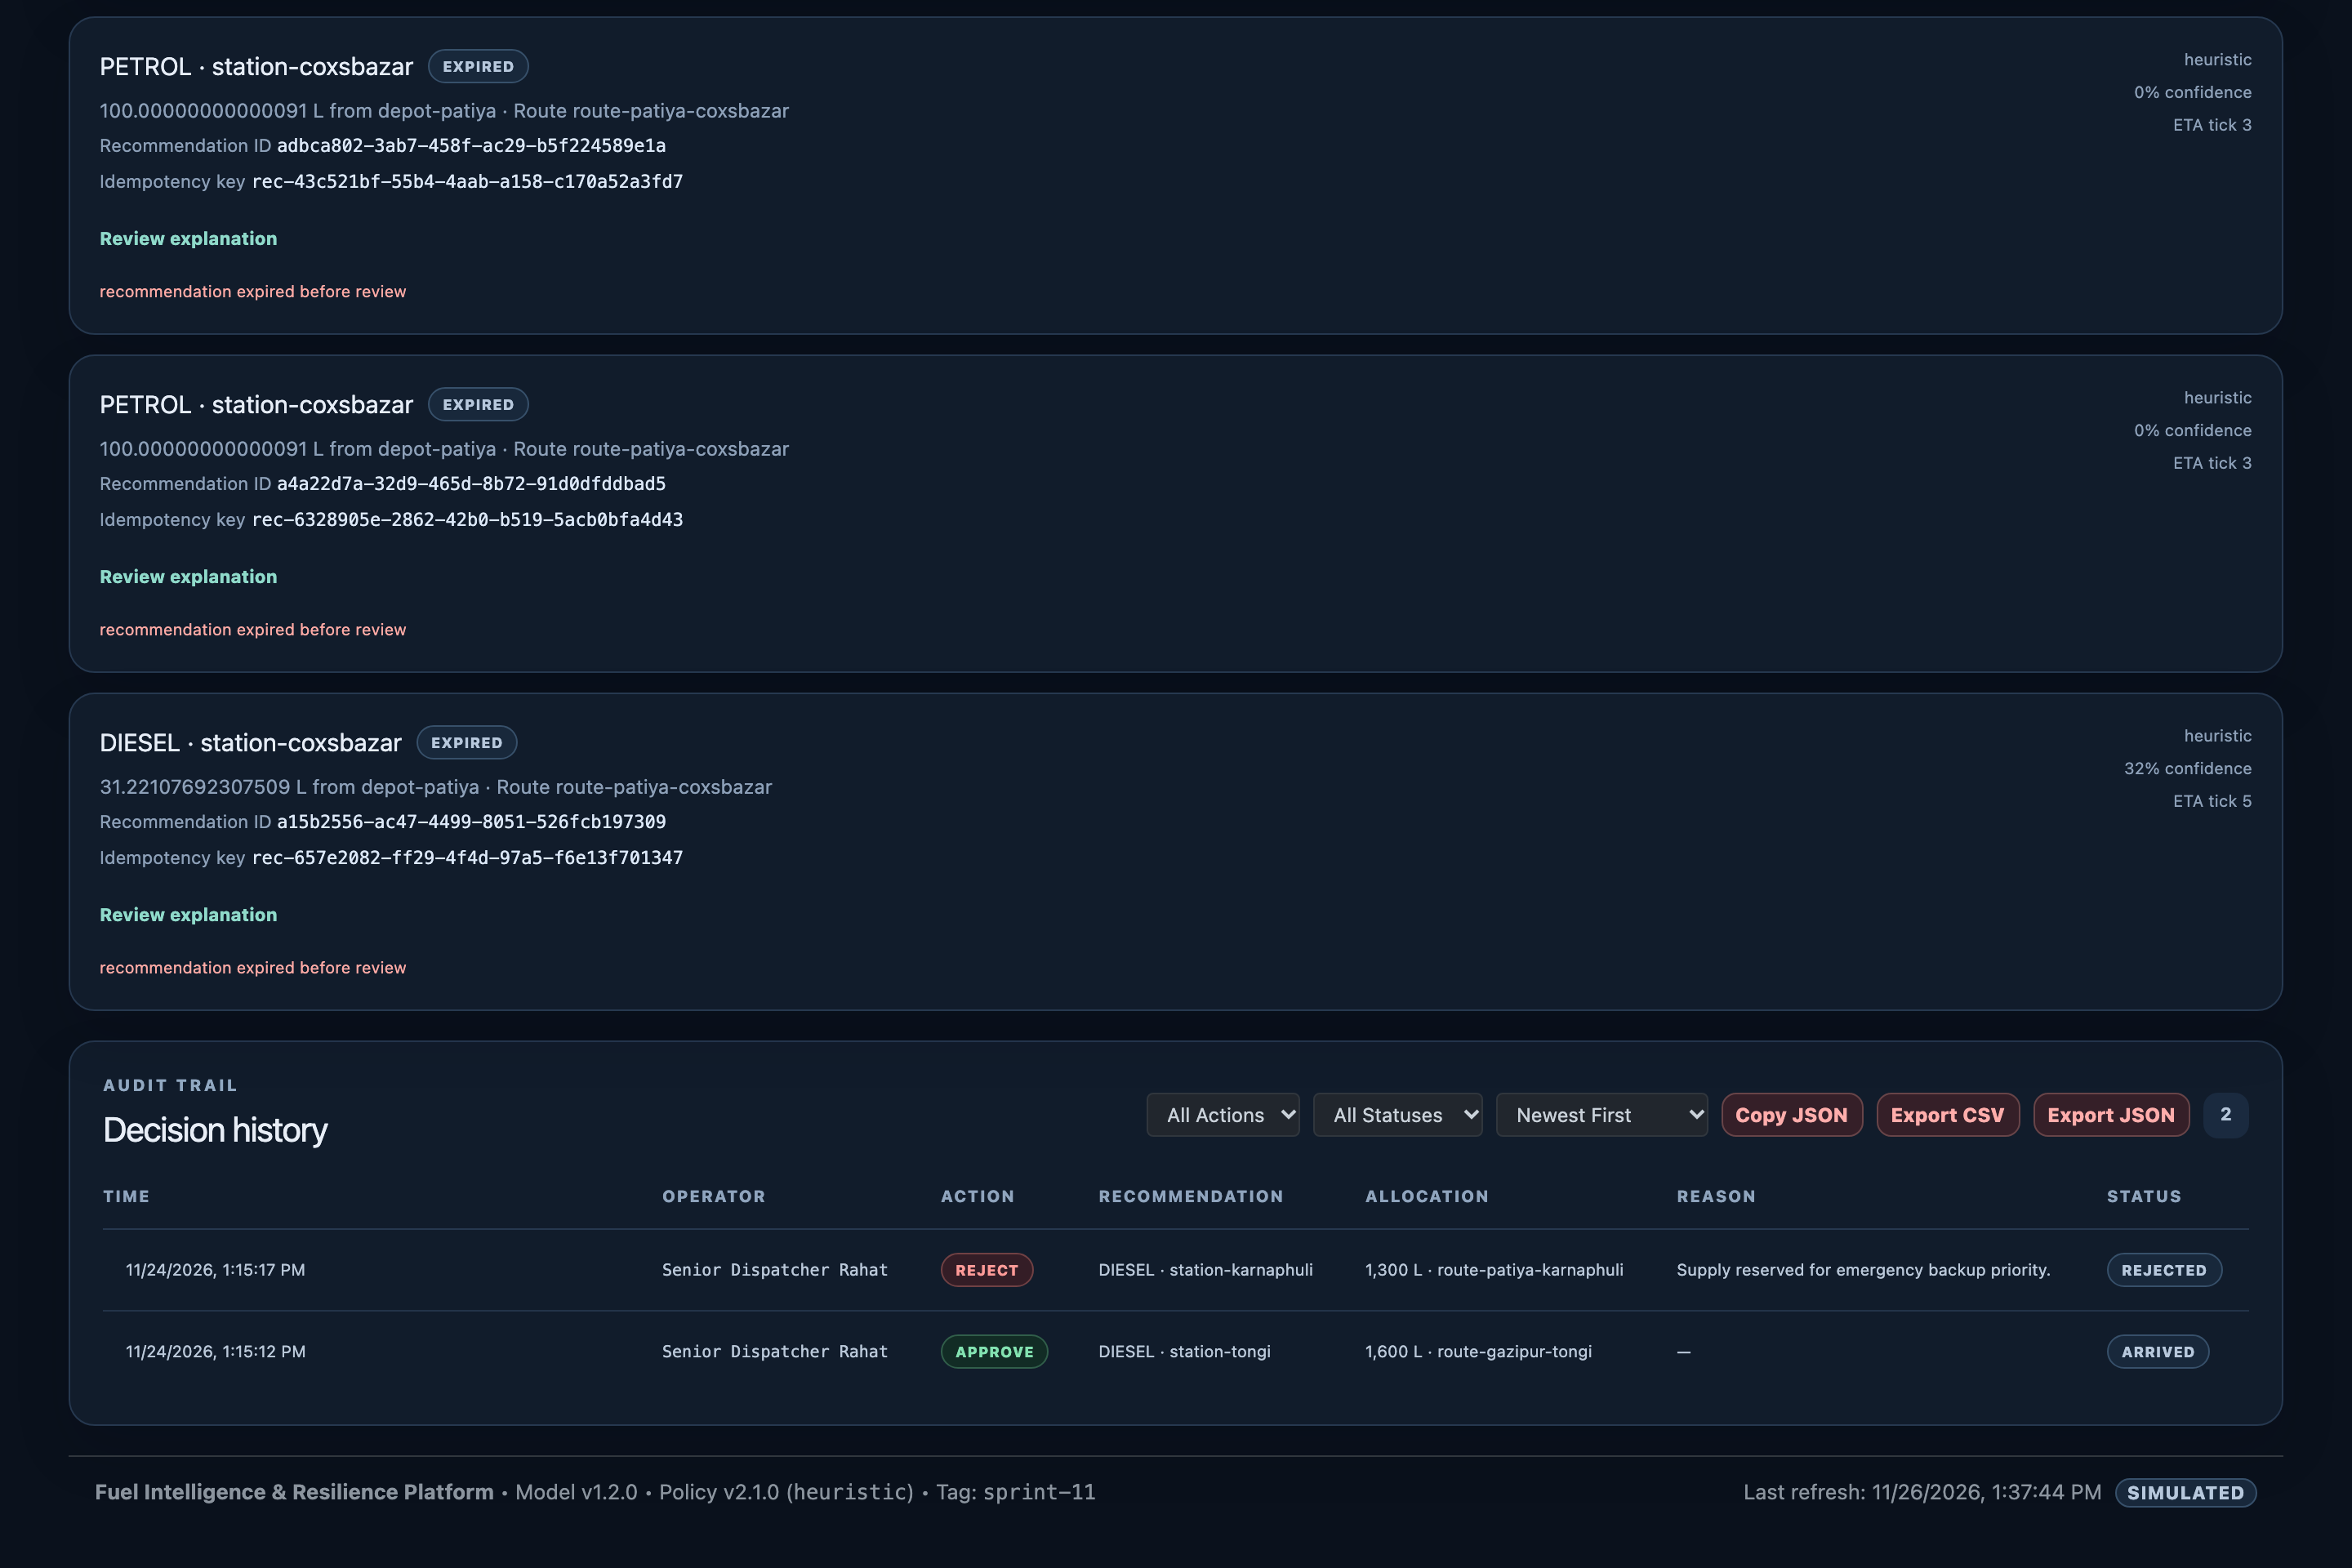 PETROL · station-coxsbazar EXPIRED
heuristic
100.00000000000091 L from depot-patiya · Route route-patiya-coxsbazar
0% confidence
Recommendation ID adbca802-3ab7-458f-ac29-b5f224589e1a
ETA tick 3
Idempotency key rec-43c521bf-55b4-4aab-a158-c170a52a3fd7
Review explanation
recommendation expired before review
PETROL · station-coxsbazar EXPIRED
heuristic
100.00000000000091 L from depot-patiya · Route route-patiya-coxsbazar
0% confidence
Recommendation ID a4a22d7a-32d9-465d-8b72-91d0dfddbad5
ETA tick 3
Idempotency key rec-6328905e-2862-42b0-b519-5acb0bfa4d43
Review explanation
recommendation expired before review
DIESEL · station-coxsbazar EXPIRED
heuristic
31.22107692307509 L from depot-patiya · Route route-patiya-coxsbazar
32% confidence
Recommendation ID a15b2556-ac47-4499-8051-526fcb197309
ETA tick 5
Idempotency key rec-657e2082-ff29-4f4d-97a5-f6e13f701347
Review explanation
recommendation expired before review
AUDIT TRAIL
Decision history
All Actions All Statuses Newest First Copy JSON Export CSV Export JSON 2
TIME OPERATOR ACTION RECOMMENDATION ALLOCATION REASON STATUS
11/24/2026, 1:15:17 PM Senior Dispatcher Rahat REJECT DIESEL · station-karnaphuli 1,300 L · route-patiya-karnaphuli Supply reserved for emergency backup priority. REJECTED
11/24/2026, 1:15:12 PM Senior Dispatcher Rahat APPROVE DIESEL · station-tongi 1,600 L · route-gazipur-tongi — ARRIVED
Fuel Intelligence & Resilience Platform • Model v1.2.0 • Policy v2.1.0 (heuristic) • Tag: sprint-11
Last refresh: 11/26/2026, 1:37:44 PM SIMULATED